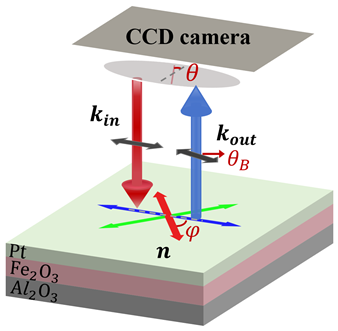 CCD camera
θ
k_in
k_out
θ_B
n
φ
Pt
Fe₂O₃
Al₂O₃